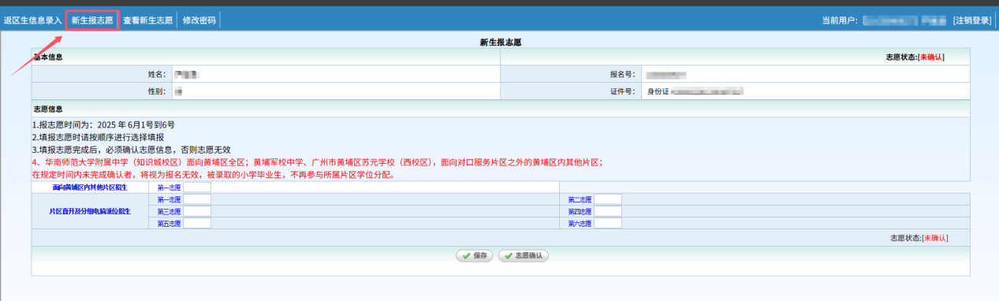 返区生信息录入 新生报志愿 查看新生志愿 修改密码 当前用户: [注销登录]
新生报志愿
基本信息 志愿状态:[未确认]
姓名: 报名号:
性别: 证件号: 身份证
志愿信息
1.报志愿时间为：2025 年 6月1号到6号
2.填报志愿时请按顺序进行选择填报
3.填报志愿完成后，必须确认志愿信息，否则志愿无效
4、华南师范大学附属中学（知识城校区）面向黄埔区全区；黄埔军校中学、广州市黄埔区苏元学校（西校区），面向对口服务片区之外的黄埔区内其他片区；
在规定时间内未完成确认者，将视为报名无效，被录取的小学毕业生，不再参与所属片区学位分配。
面向黄埔区内其他片区招生 第一志愿
片区直升及分组电脑派位招生 第一志愿 第二志愿
第三志愿 第四志愿
第五志愿 第六志愿
志愿状态:[未确认]
保存 志愿确认